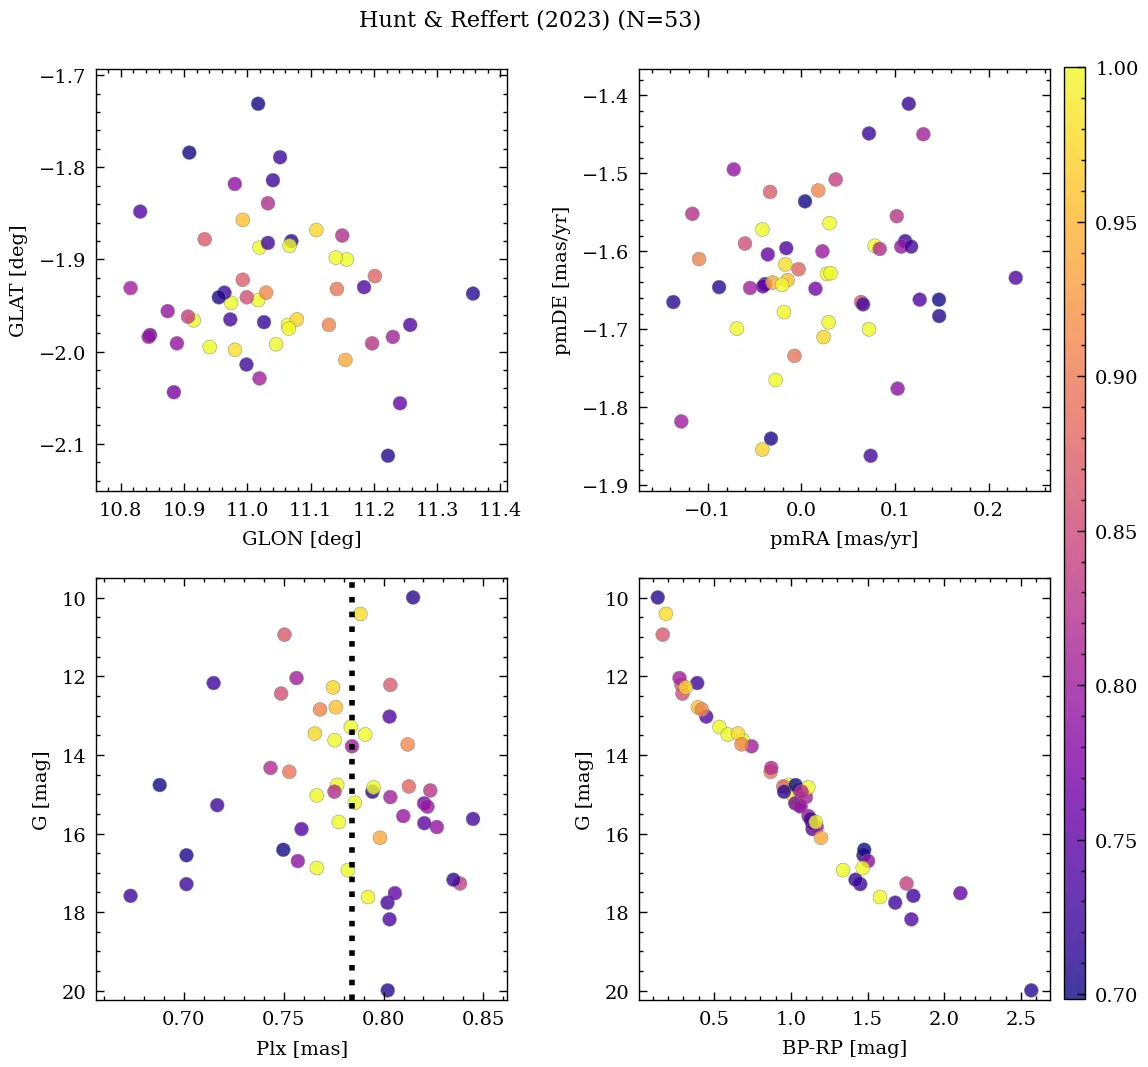 Hunt & Reffert (2023) (N=53)
−1.7
−1.8
−1.9
−2.0
−2.1
GLAT [deg]
10.8 10.9 11.0 11.1 11.2 11.3 11.4
GLON [deg]
−1.4
−1.5
−1.6
−1.7
−1.8
−1.9
pmDE [mas/yr]
−0.1 0.0 0.1 0.2
pmRA [mas/yr]
10
12
14
16
18
20
G [mag]
0.70 0.75 0.80 0.85
Plx [mas]
10
12
14
16
18
20
G [mag]
0.5 1.0 1.5 2.0 2.5
BP-RP [mag]
1.00
0.95
0.90
0.85
0.80
0.75
0.70